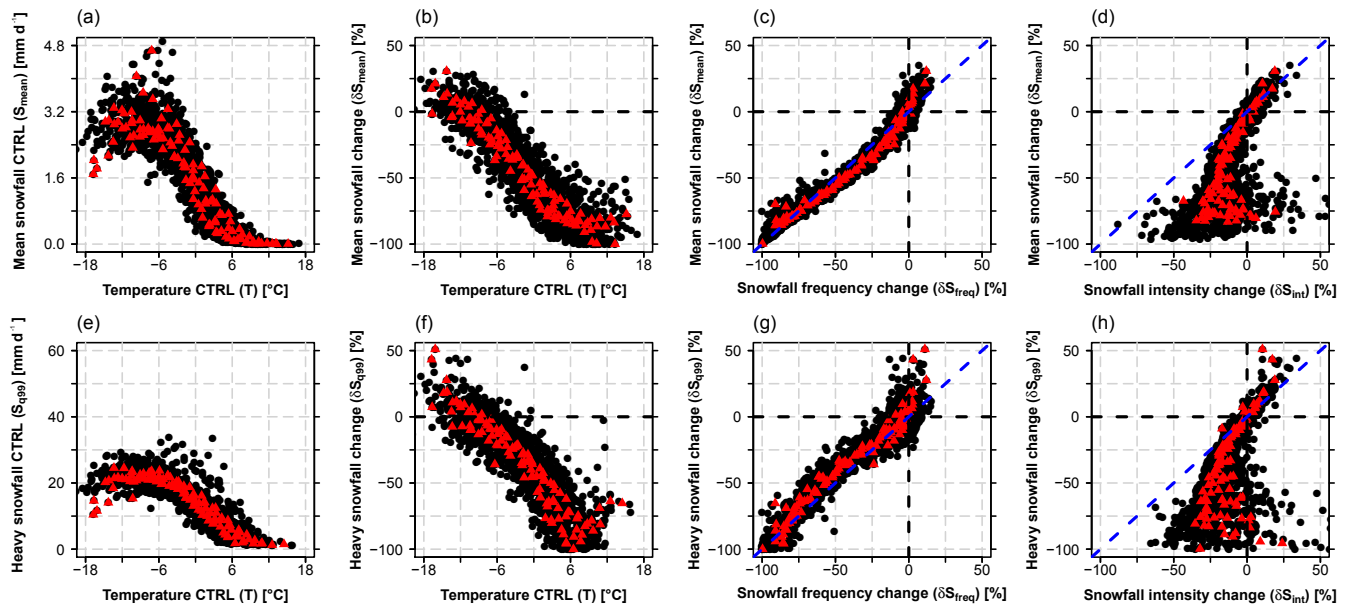 (a)
Mean snowfall CTRL (Smean) [mm d⁻¹]
4.8
3.2
1.6
0.0
−18
−6
6
18
Temperature CTRL (T) [°C]
(b)
Mean snowfall change (δSmean) [%]
50
0
−50
−100
−18
−6
6
18
Temperature CTRL (T) [°C]
(c)
Mean snowfall change (δSmean) [%]
50
0
−50
−100
−100
−50
0
50
Snowfall frequency change (δSfreq) [%]
(d)
Mean snowfall change (δSmean) [%]
50
0
−50
−100
−100
−50
0
50
Snowfall intensity change (δSint) [%]
(e)
Heavy snowfall CTRL (Sq99) [mm d⁻¹]
60
40
20
0
−18
−6
6
18
Temperature CTRL (T) [°C]
(f)
Heavy snowfall change (δSq99) [%]
50
0
−50
−100
−18
−6
6
18
Temperature CTRL (T) [°C]
(g)
Heavy snowfall change (δSq99) [%]
50
0
−50
−100
−100
−50
0
50
Snowfall frequency change (δSfreq) [%]
(h)
Heavy snowfall change (δSq99) [%]
50
0
−50
−100
−100
−50
0
50
Snowfall intensity change (δSint) [%]